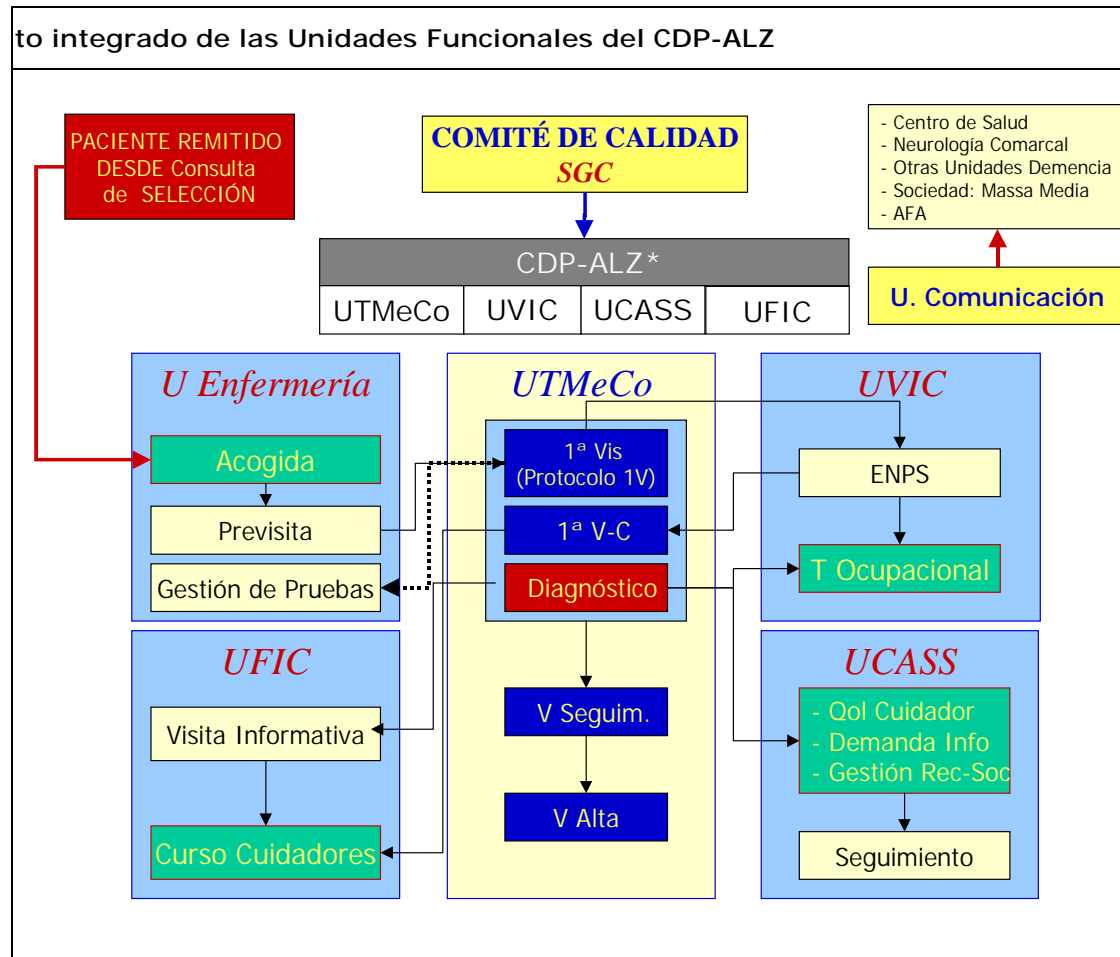 to integrado de las Unidades Funcionales del CDP-ALZ
PACIENTE REMITIDO
DESDE Consulta
de SELECCIÓN
COMITÉ DE CALIDAD
SGC
- Centro de Salud
- Neurología Comarcal
- Otras Unidades Demencia
- Sociedad: Massa Media
- AFA
U. Comunicación
CDP-ALZ*
UTMeCo
UVIC
UCASS
UFIC
U Enfermería
Acogida
Previsita
Gestión de Pruebas
UTMeCo
1ª Vis
(Protocolo 1V)
1ª V-C
Diagnóstico
V Seguim.
V Alta
UVIC
ENPS
T Ocupacional
UFIC
Visita Informativa
Curso Cuidadores
UCASS
- Qol Cuidador
- Demanda Info
- Gestión Rec-Soc
Seguimiento